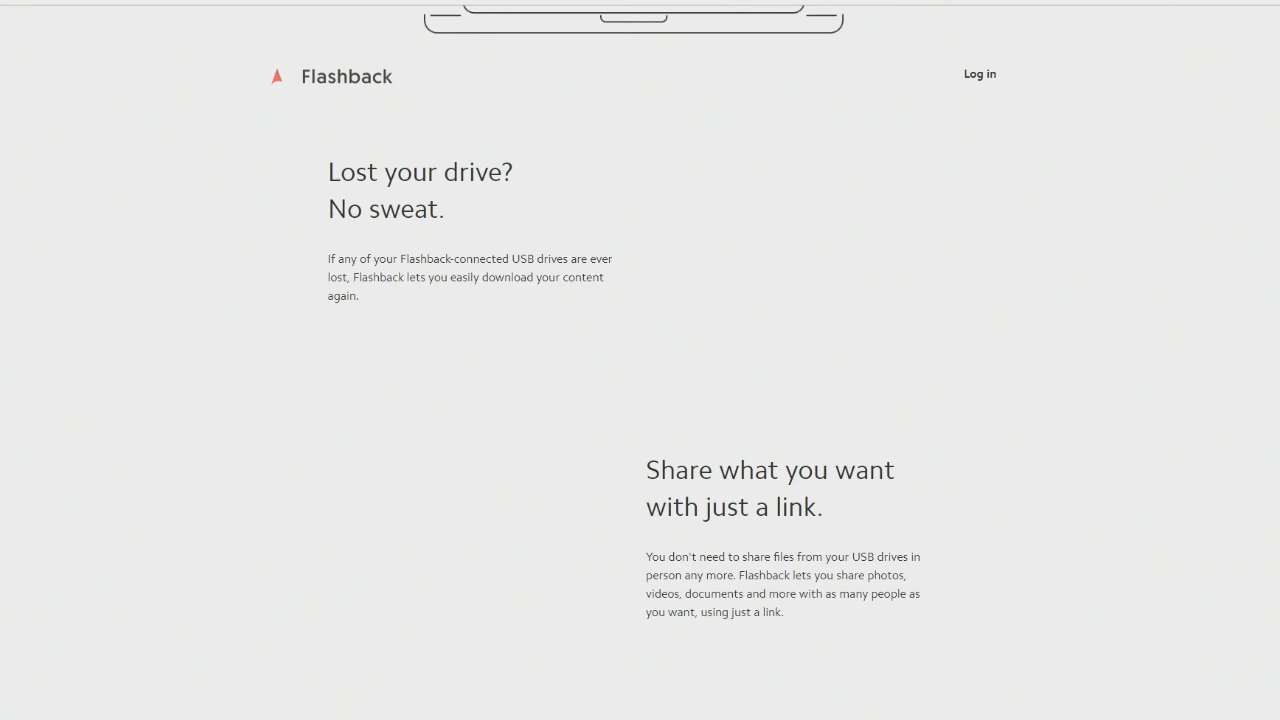 Flashback
Log in
Lost your drive?
No sweat.
If any of your Flashback-connected USB drives are ever
lost, Flashback lets you easily download your content
again.
Share what you want
with just a link.
You don't need to share files from your USB drives in
person any more. Flashback lets you share photos,
videos, documents and more with as many people as
you want, using just a link.